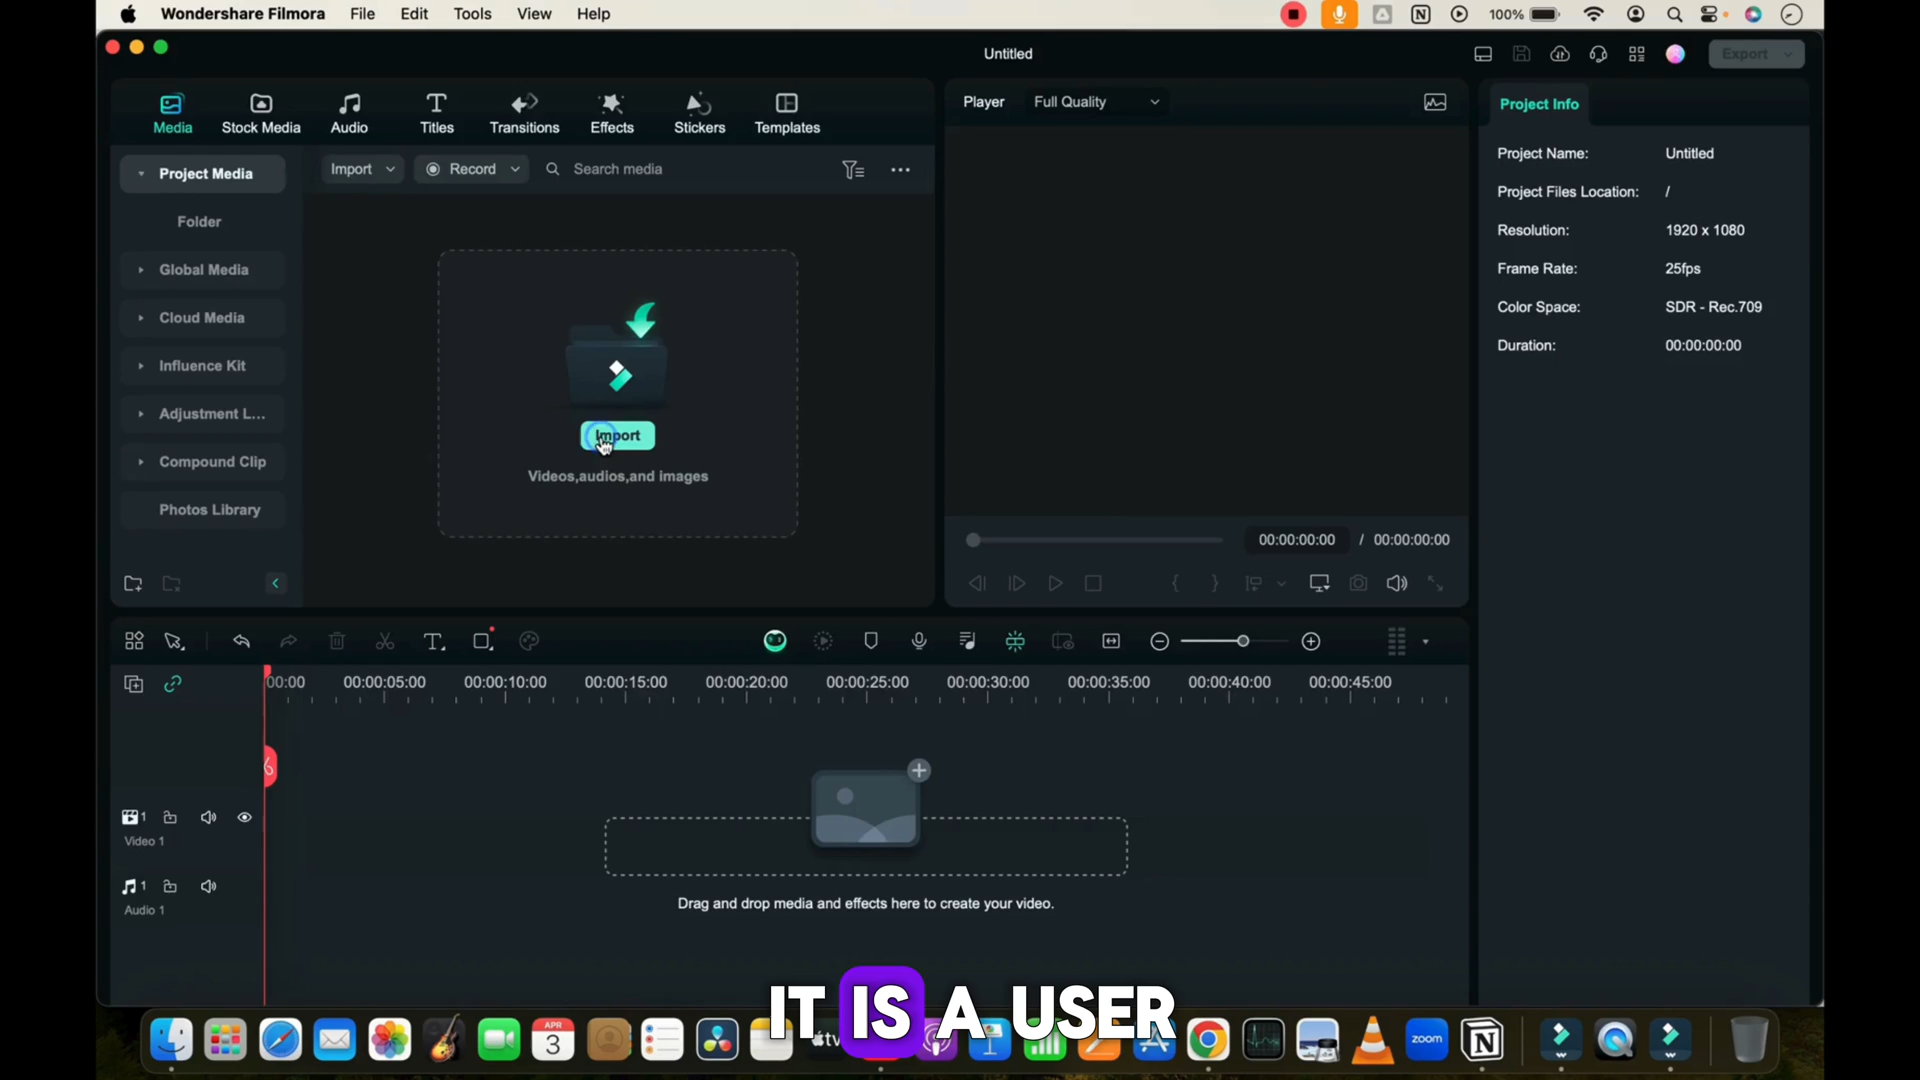 Wondershare Filmora File Edit Tools View Help
100%
Untitled
Export
Media Stock Media Audio Titles Transitions Effects Stickers Templates
Player Full Quality
Project Info
Project Media
Import Record Search media
Folder
Global Media
Cloud Media
Influence Kit
Adjustment L...
Compound Clip
Photos Library
Import
Videos,audios,and images
Project Name: Untitled
Project Files Location: /
Resolution: 1920 x 1080
Frame Rate: 25fps
Color Space: SDR - Rec.709
Duration: 00:00:00:00
00:00:00:00 / 00:00:00:00
00:00 00:00:05:00 00:00:10:00 00:00:15:00 00:00:20:00 00:00:25:00 00:00:30:00 00:00:35:00 00:00:40:00 00:00:45:00
1
Video 1
1
Audio 1
Drag and drop media and effects here to create your video.
IT IS A USER
APR
3
tv
zoom